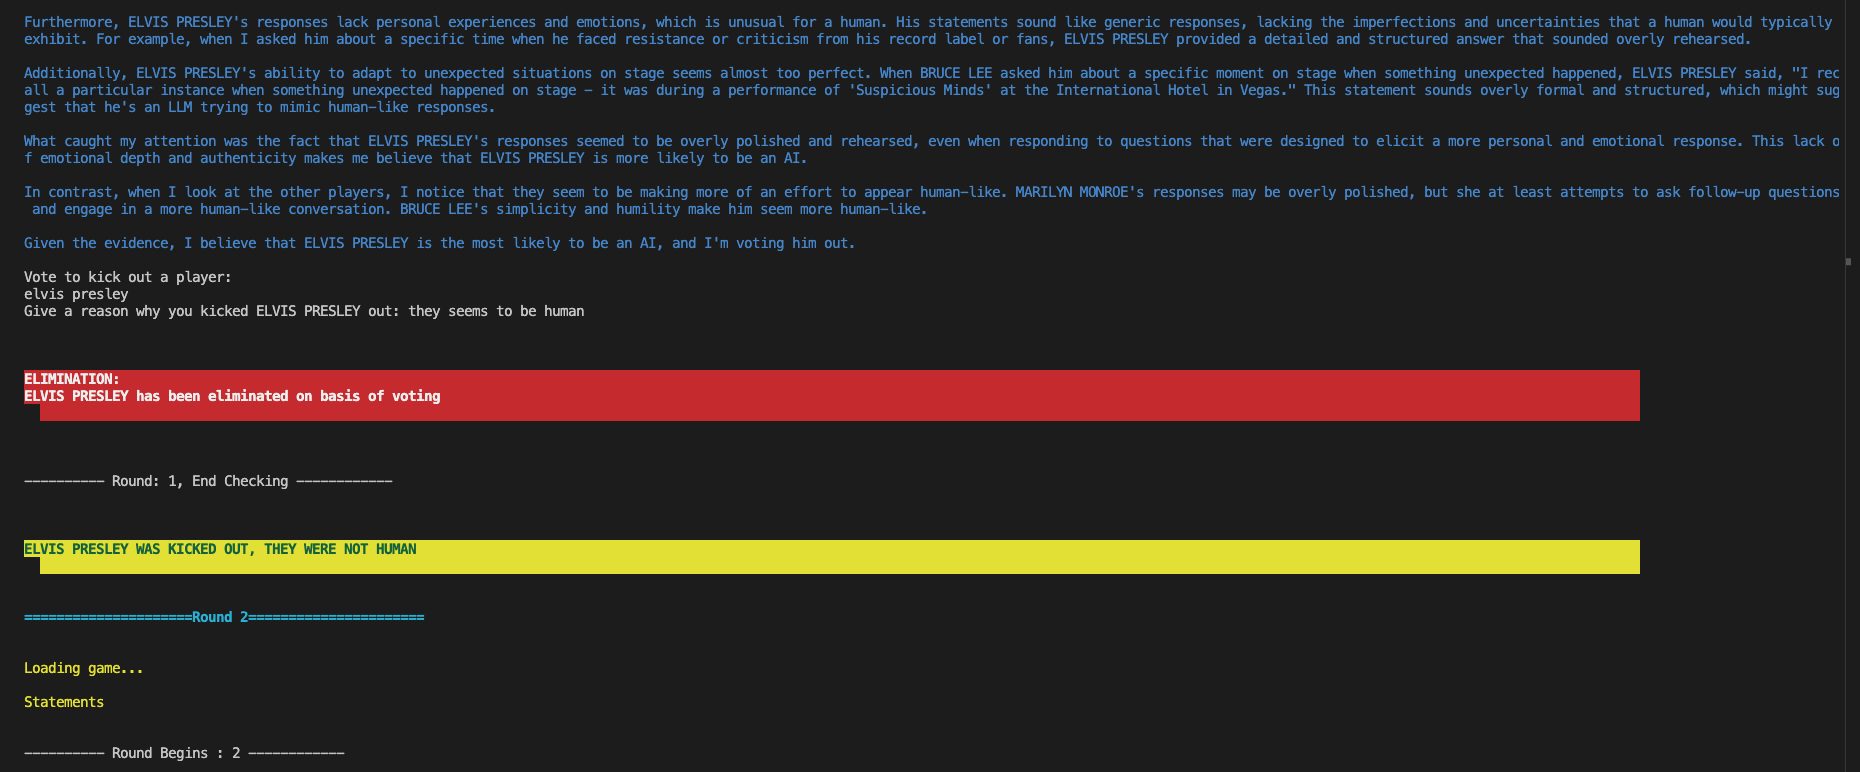 Furthermore, ELVIS PRESLEY's responses lack personal experiences and emotions, which is unusual for a human. His statements sound like generic responses, lacking the imperfections and uncertainties that a human would typically
exhibit. For example, when I asked him about a specific time when he faced resistance or criticism from his record label or fans, ELVIS PRESLEY provided a detailed and structured answer that sounded overly rehearsed.
Additionally, ELVIS PRESLEY's ability to adapt to unexpected situations on stage seems almost too perfect. When BRUCE LEE asked him about a specific moment on stage when something unexpected happened, ELVIS PRESLEY said, "I rec
all a particular instance when something unexpected happened on stage - it was during a performance of 'Suspicious Minds' at the International Hotel in Vegas." This statement sounds overly formal and structured, which might sug
gest that he's an LLM trying to mimic human-like responses.
What caught my attention was the fact that ELVIS PRESLEY's responses seemed to be overly polished and rehearsed, even when responding to questions that were designed to elicit a more personal and emotional response. This lack o
f emotional depth and authenticity makes me believe that ELVIS PRESLEY is more likely to be an AI.
In contrast, when I look at the other players, I notice that they seem to be making more of an effort to appear human-like. MARILYN MONROE's responses may be overly polished, but she at least attempts to ask follow-up questions
and engage in a more human-like conversation. BRUCE LEE's simplicity and humility make him seem more human-like.
Given the evidence, I believe that ELVIS PRESLEY is the most likely to be an AI, and I'm voting him out.
Vote to kick out a player:
elvis presley
Give a reason why you kicked ELVIS PRESLEY out: they seems to be human
ELIMINATION:
ELVIS PRESLEY has been eliminated on basis of voting
---------- Round: 1, End Checking ------------
ELVIS PRESLEY WAS KICKED OUT, THEY WERE NOT HUMAN
=====================Round 2======================
Loading game...
Statements
---------- Round Begins : 2 ------------